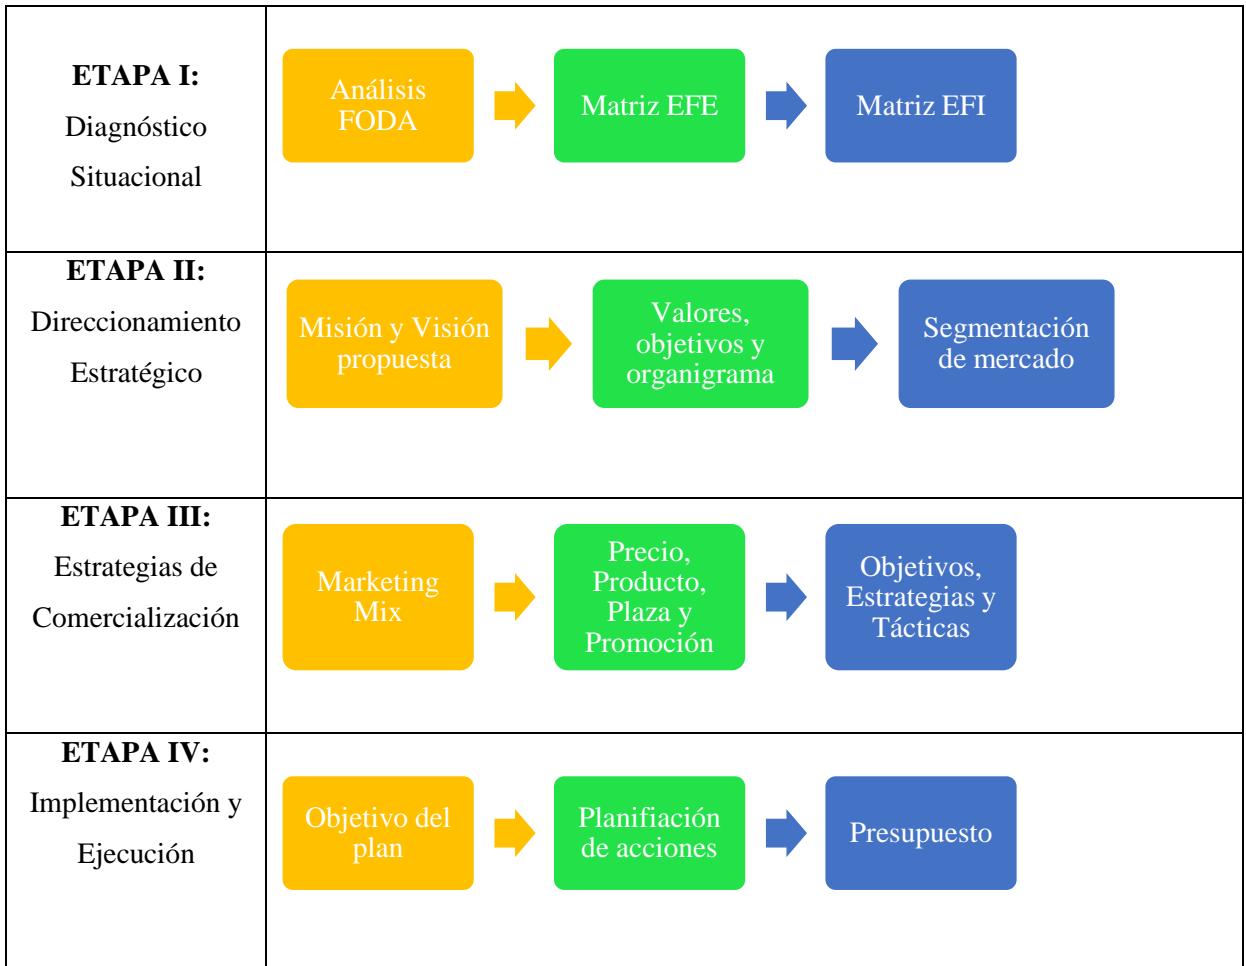 ETAPA I:
Diagnóstico
Situacional
Análisis
FODA
Matriz EFE
Matriz EFI
ETAPA II:
Direccionamiento
Estratégico
Misión y Visión
propuesta
Valores,
objetivos y
organigrama
Segmentación
de mercado
ETAPA III:
Estrategias de
Comercialización
Marketing
Mix
Precio,
Producto,
Plaza y
Promoción
Objetivos,
Estrategias y
Tácticas
ETAPA IV:
Implementación y
Ejecución
Objetivo del
plan
Planifiación
de acciones
Presupuesto